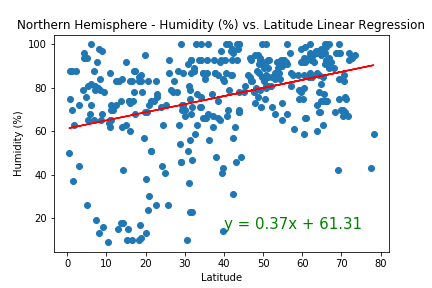 Northern Hemisphere - Humidity (%) vs. Latitude Linear Regression
100
80
60
40
20
Humidity (%)
y = 0.37x + 61.31
0 10 20 30 40 50 60 70 80
Latitude